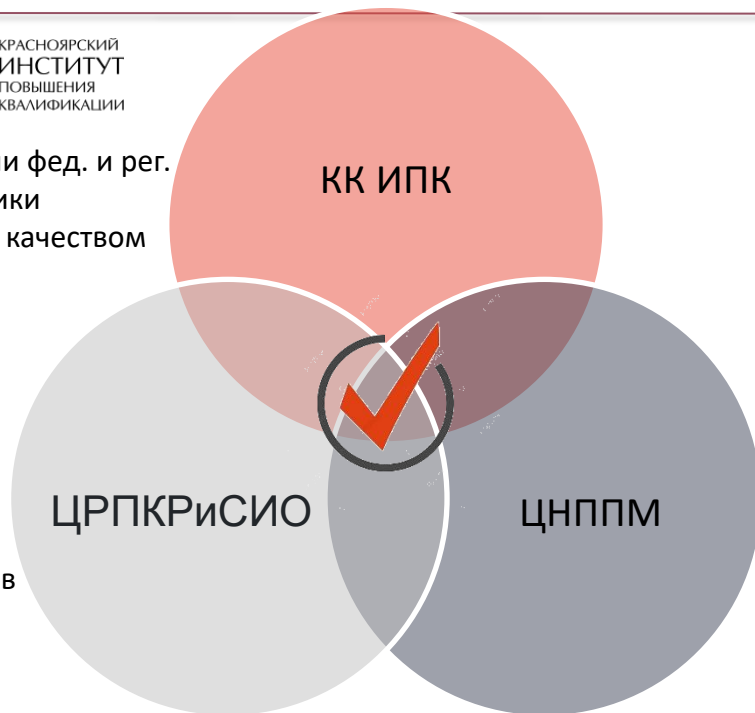 КРАСНОЯРСКИЙ
ИНСТИТУТ
ПОВЫШЕНИЯ
КВАЛИФИКАЦИИ
и фед. и рег.
ики
качеством
КК ИПК
ЦРПКРиСИО
ЦНППМ
в